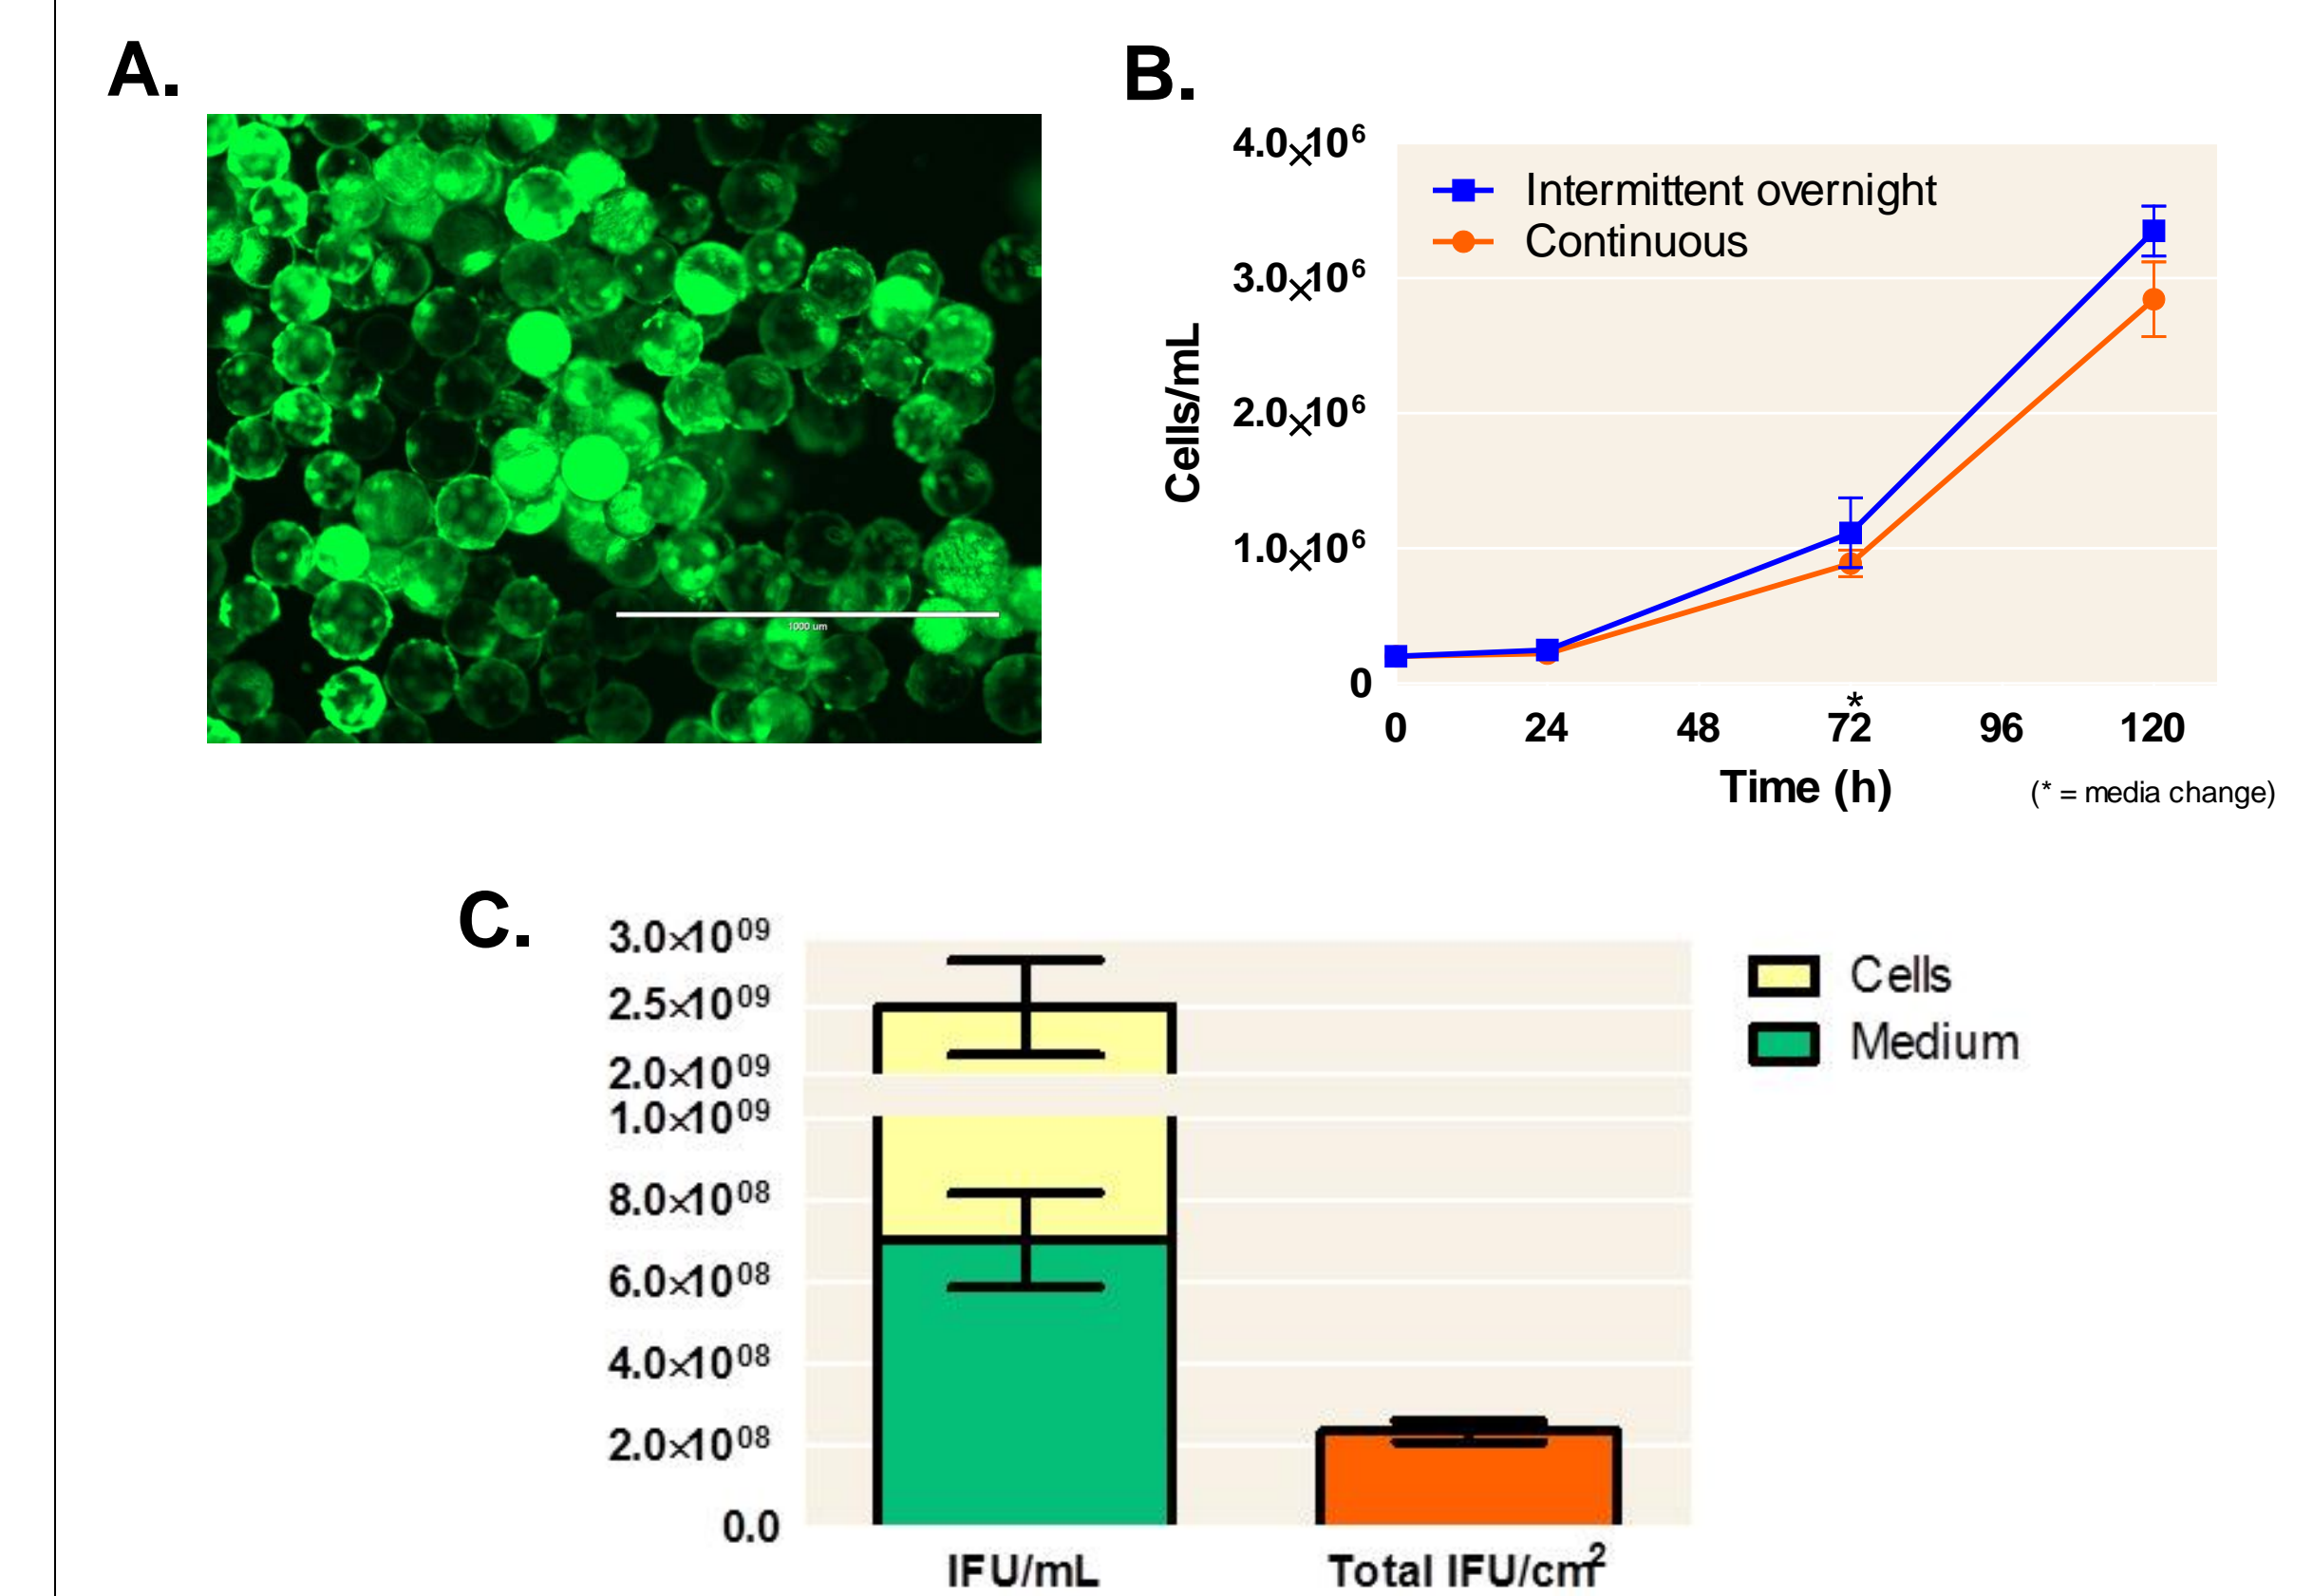 A.
1000 um
B.
4.0×10⁶
3.0×10⁶
2.0×10⁶
1.0×10⁶
0
Cells/mL
Intermittent overnight
Continuous
*
0 24 48 72 96 120
Time (h)
(* = media change)
C.
3.0×10⁰⁹
2.5×10⁰⁹
2.0×10⁰⁹
1.0×10⁰⁹
8.0×10⁰⁸
6.0×10⁰⁸
4.0×10⁰⁸
2.0×10⁰⁸
0.0
IFU/mL
Total IFU/cm²
Cells
Medium